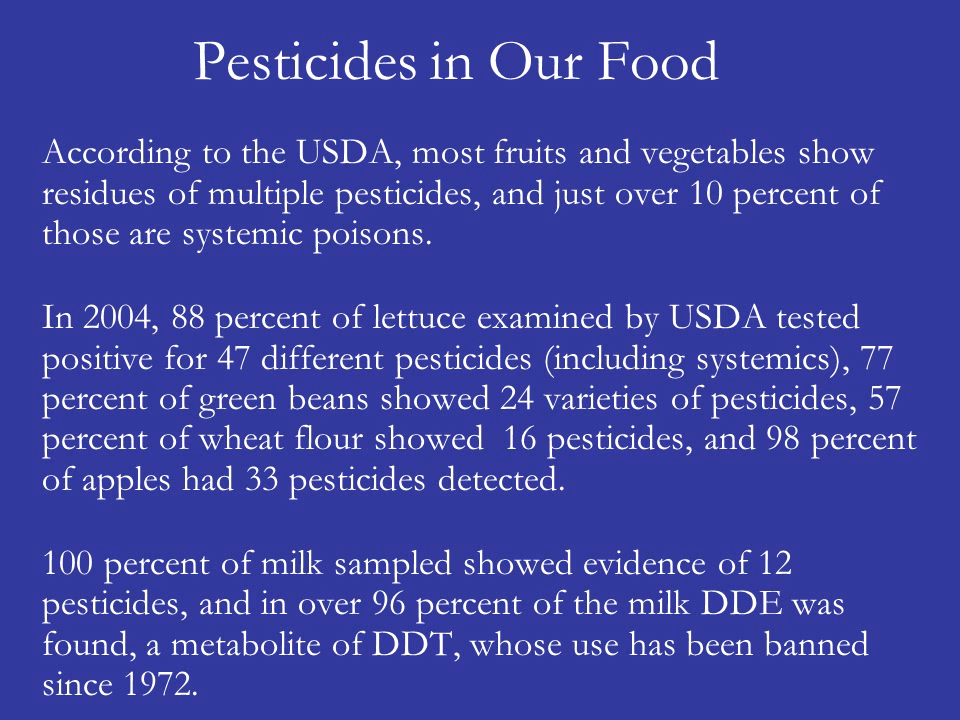 Pesticides in Our Food
According to the USDA, most fruits and vegetables show
residues of multiple pesticides, and just over 10 percent of
those are systemic poisons.
In 2004, 88 percent of lettuce examined by USDA tested
positive for 47 different pesticides (including systemics), 77
percent of green beans showed 24 varieties of pesticides, 57
percent of wheat flour showed  16 pesticides, and 98 percent
of apples had 33 pesticides detected.
100 percent of milk sampled showed evidence of 12
pesticides, and in over 96 percent of the milk DDE was
found, a metabolite of DDT, whose use has been banned
since 1972.